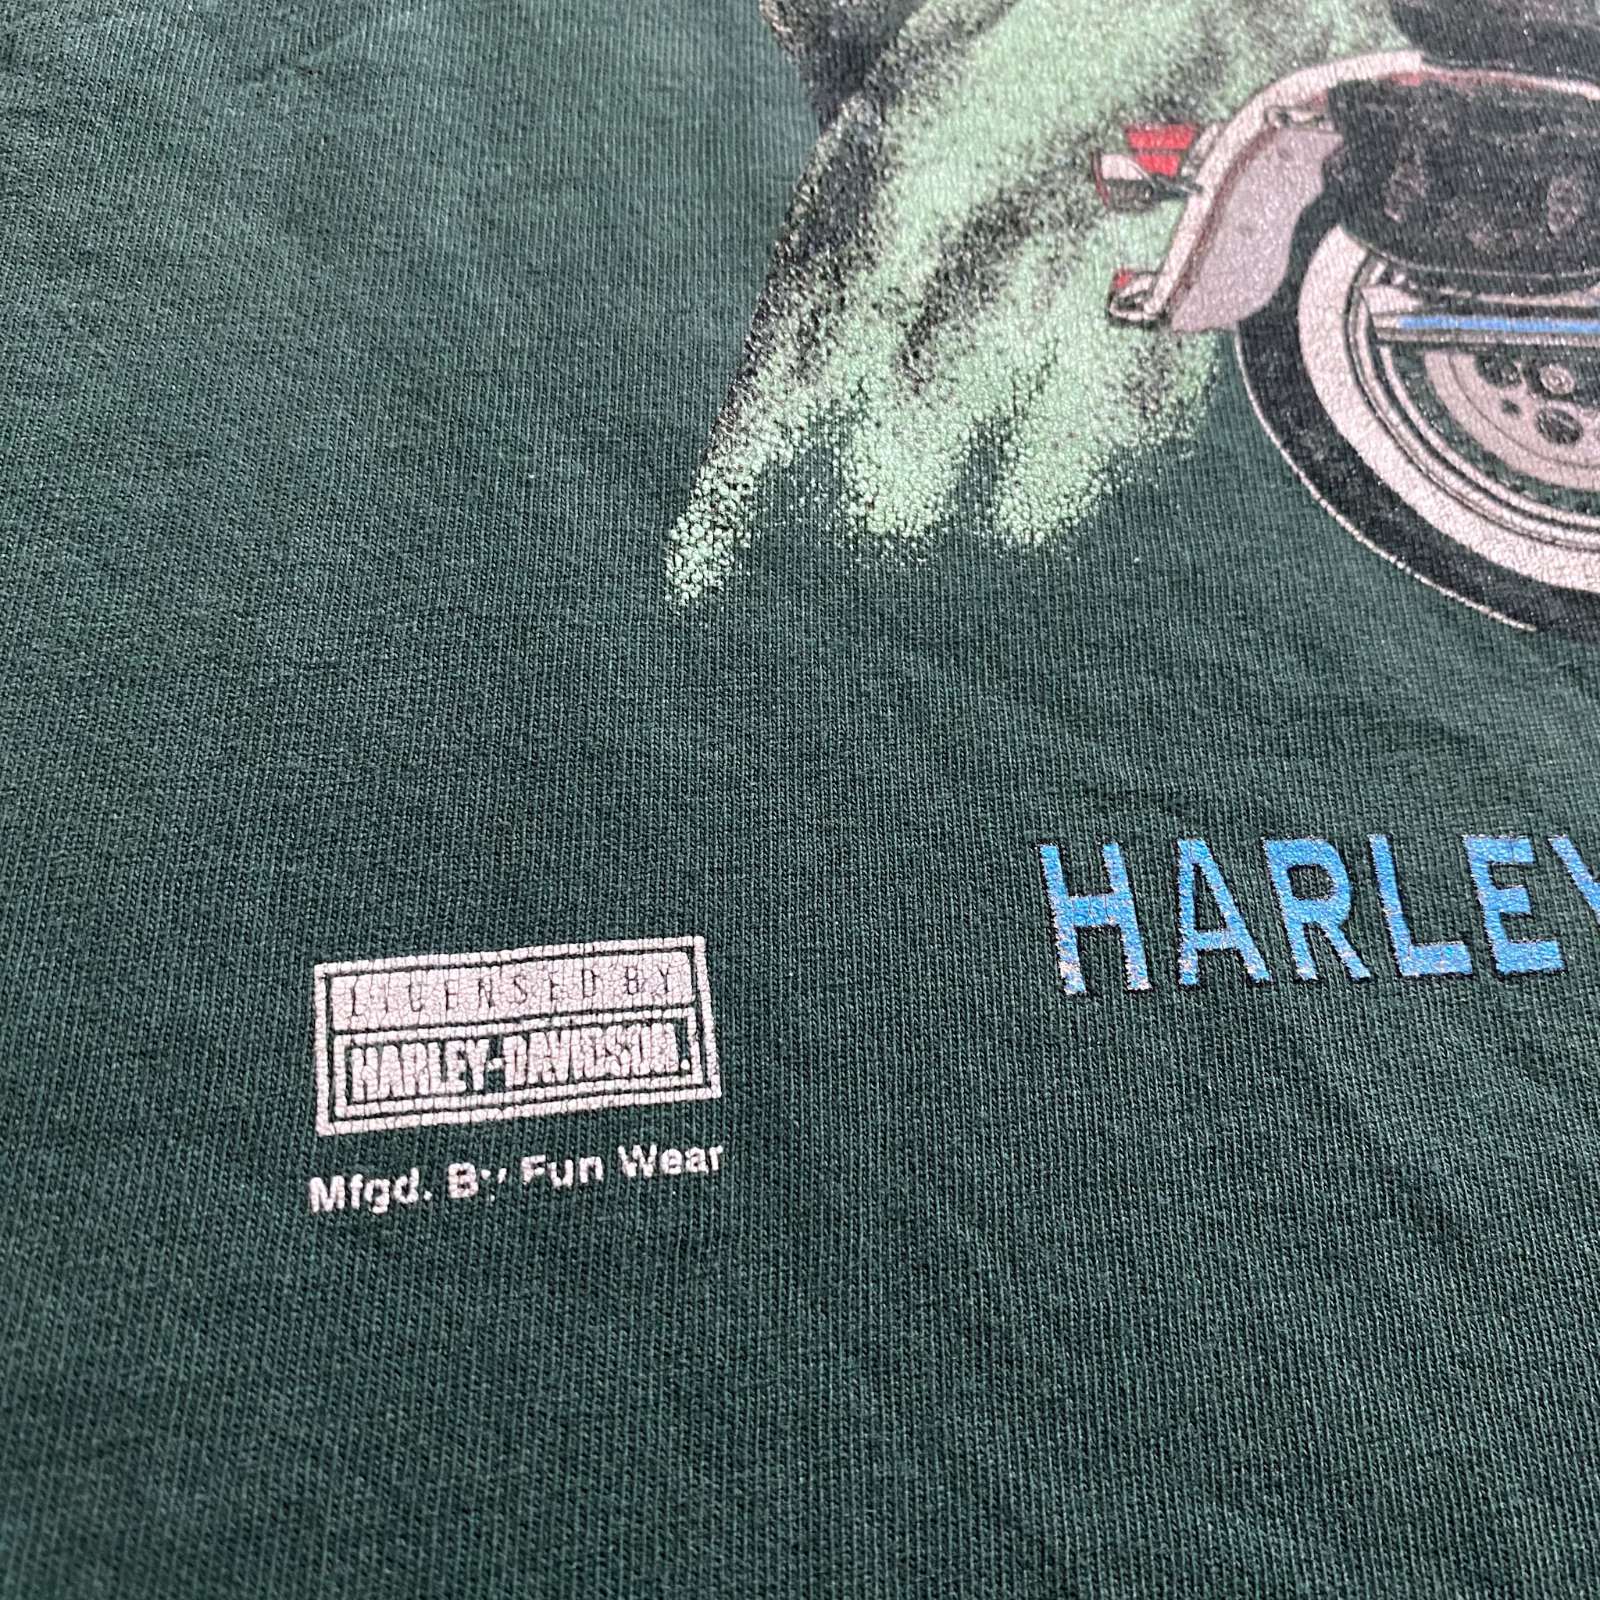 HARLEY
LICENSED BY
HARLEY-DAVIDSON.
Mfgd. By Fun Wear